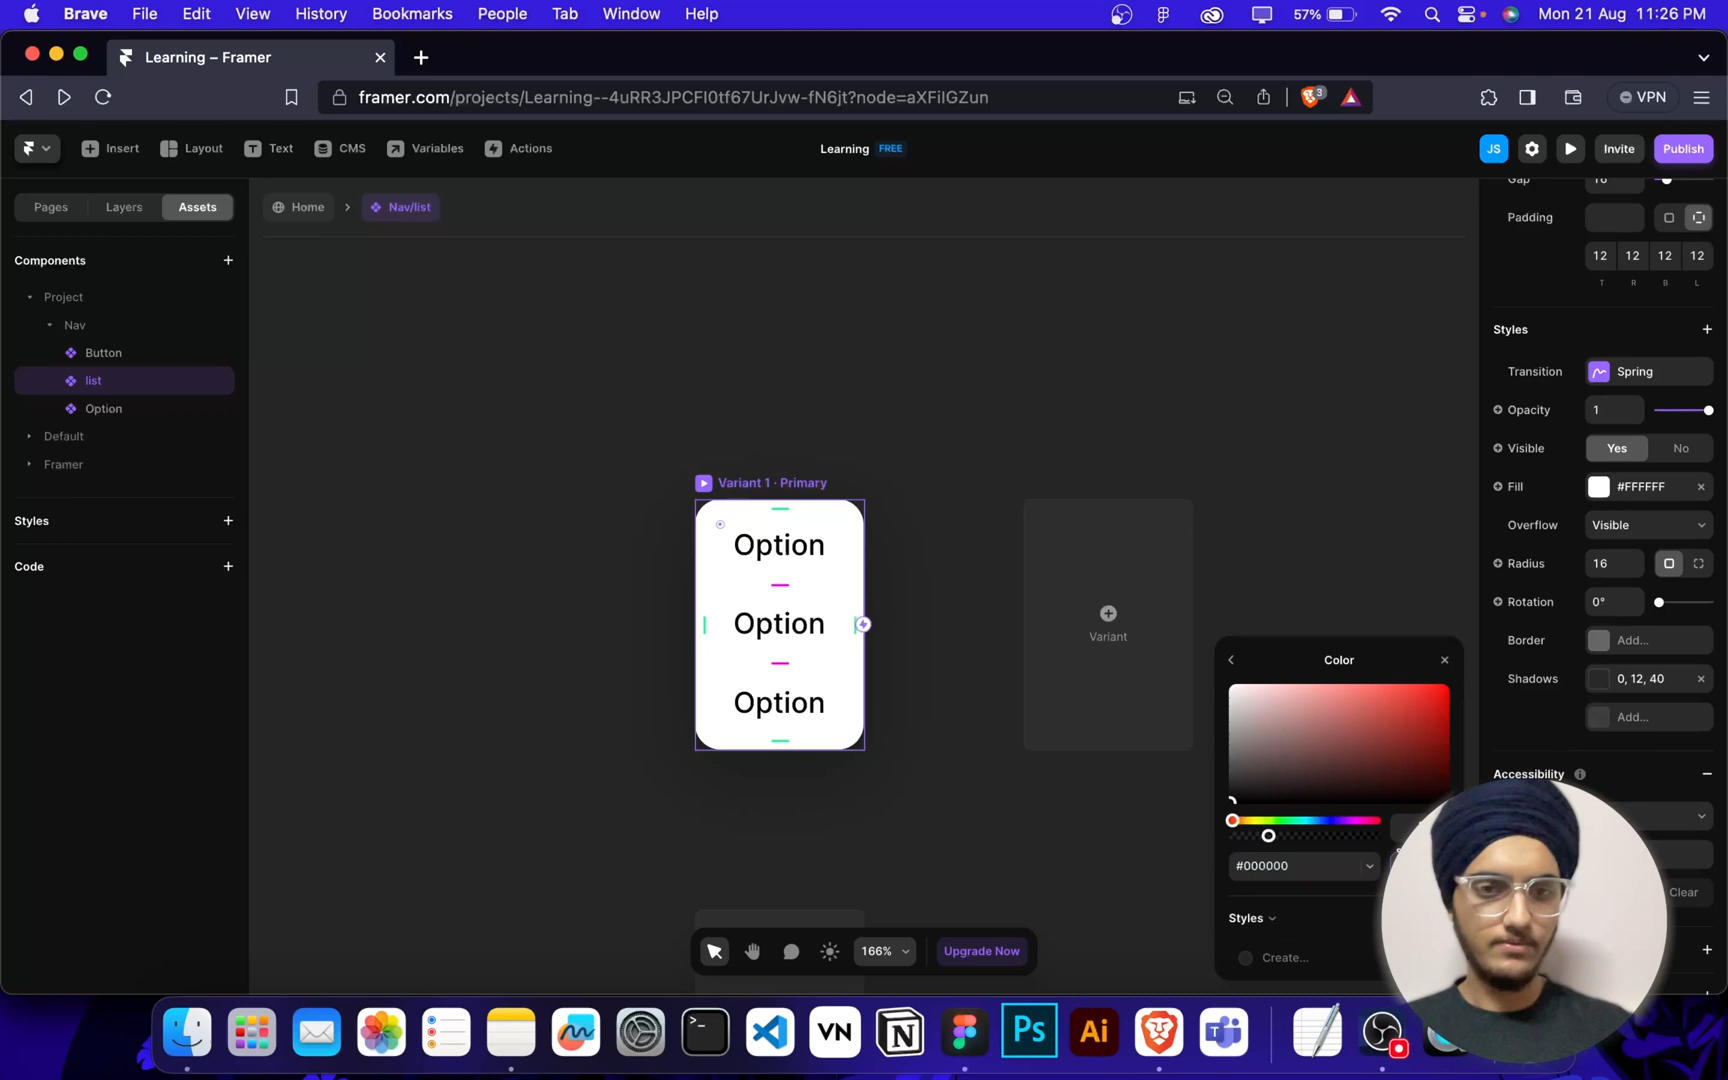 Brave File Edit View History Bookmarks People Tab Window Help 57% Mon 21 Aug 11:26 PM
Learning – Framer
framer.com/projects/Learning--4uRR3JPCFI0tf67UrJvw-fN6jt?node=aXFilGZun 3 VPN
Insert Layout Text CMS Variables Actions Learning FREE JS Invite Publish
Pages Layers Assets Home Nav/list
Gap 16
Padding
12 12 12 12
T R B L
Components
Project
Nav
Button
list
Option
Default
Framer
Styles
Code
Variant 1 · Primary
Option
Option
Option
Variant
Styles
Transition Spring
Opacity 1
Visible Yes No
Fill #FFFFFF
Overflow Visible
Radius 16
Rotation 0°
Border Add...
Shadows 0, 12, 40
Add...
Accessibility
Clear
Color
#000000
Styles
Create...
166% Upgrade Now
VN Ps Ai